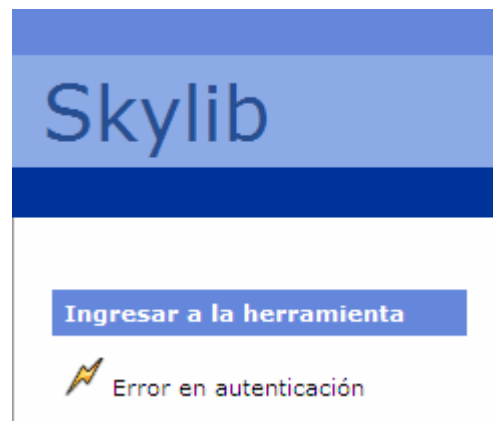 Skylib
Ingresar a la herramienta
Error en autenticación